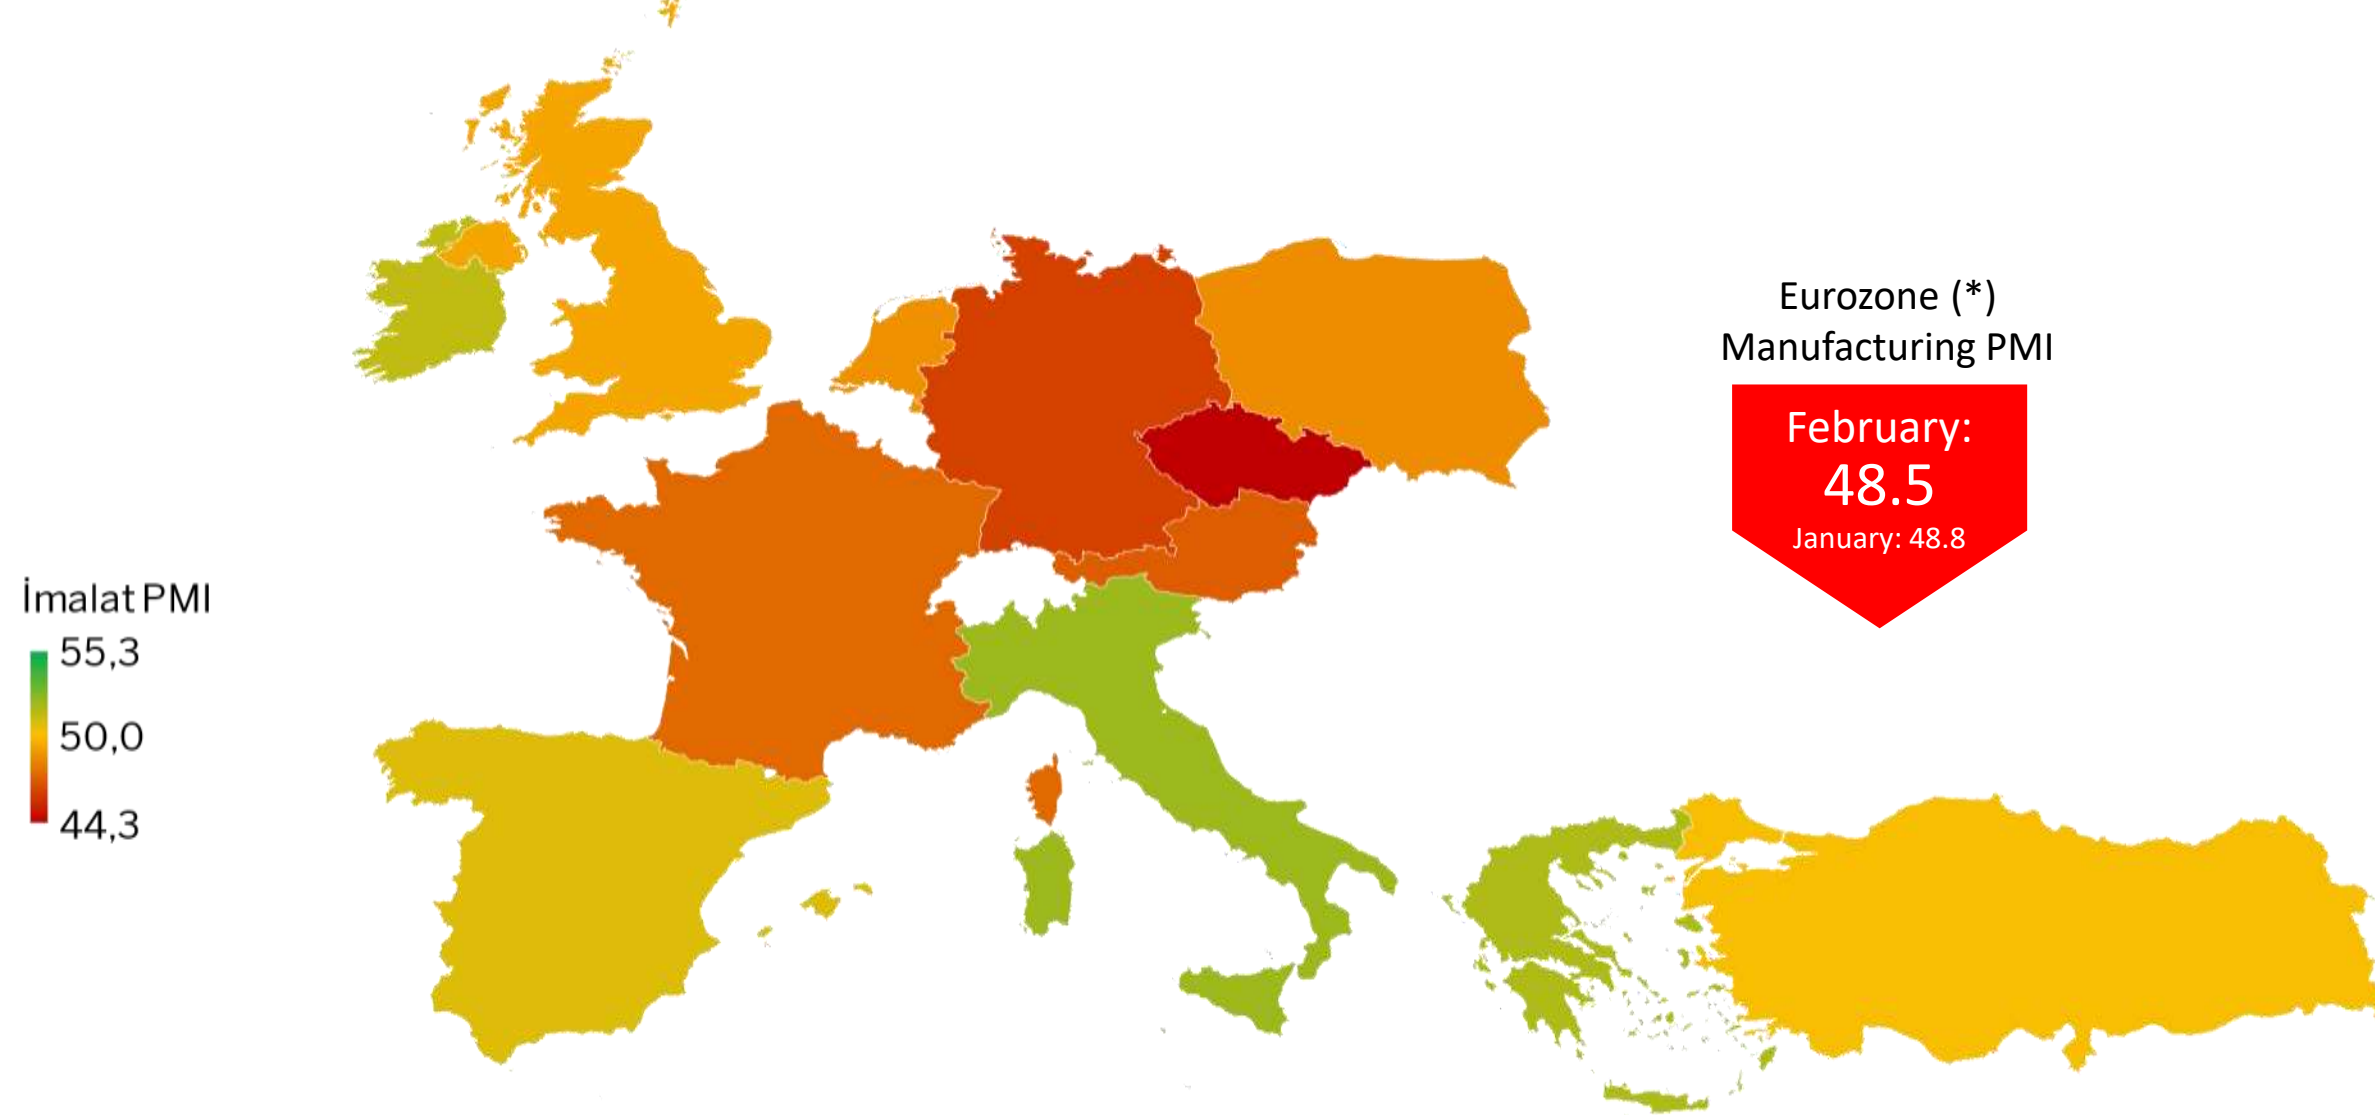 Eurozone (*)
Manufacturing PMI
February:
48.5
January: 48.8
İmalat PMI
55,3
50,0
44,3